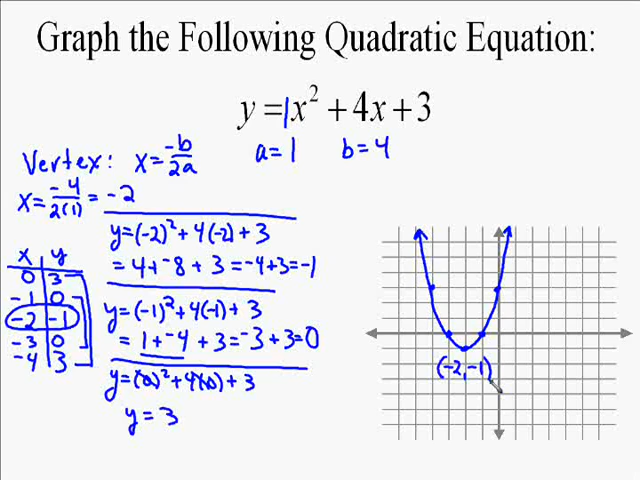 Graph the Following Quadratic Equation:
y = 1x² + 4x + 3
a = 1 b = 4
Vertex: x = -b/2a
x = -4/2(1) = -2
y = (-2)² + 4(-2) + 3
= 4 + -8 + 3 = -4 + 3 = -1
x y
0 3
-1 0
-2 -1
-3 0
-4 3
y = (-1)² + 4(-1) + 3
= 1 + -4 + 3 = -3 + 3 = 0
y = (0)² + 4(0) + 3
y = 3
(-2, -1)